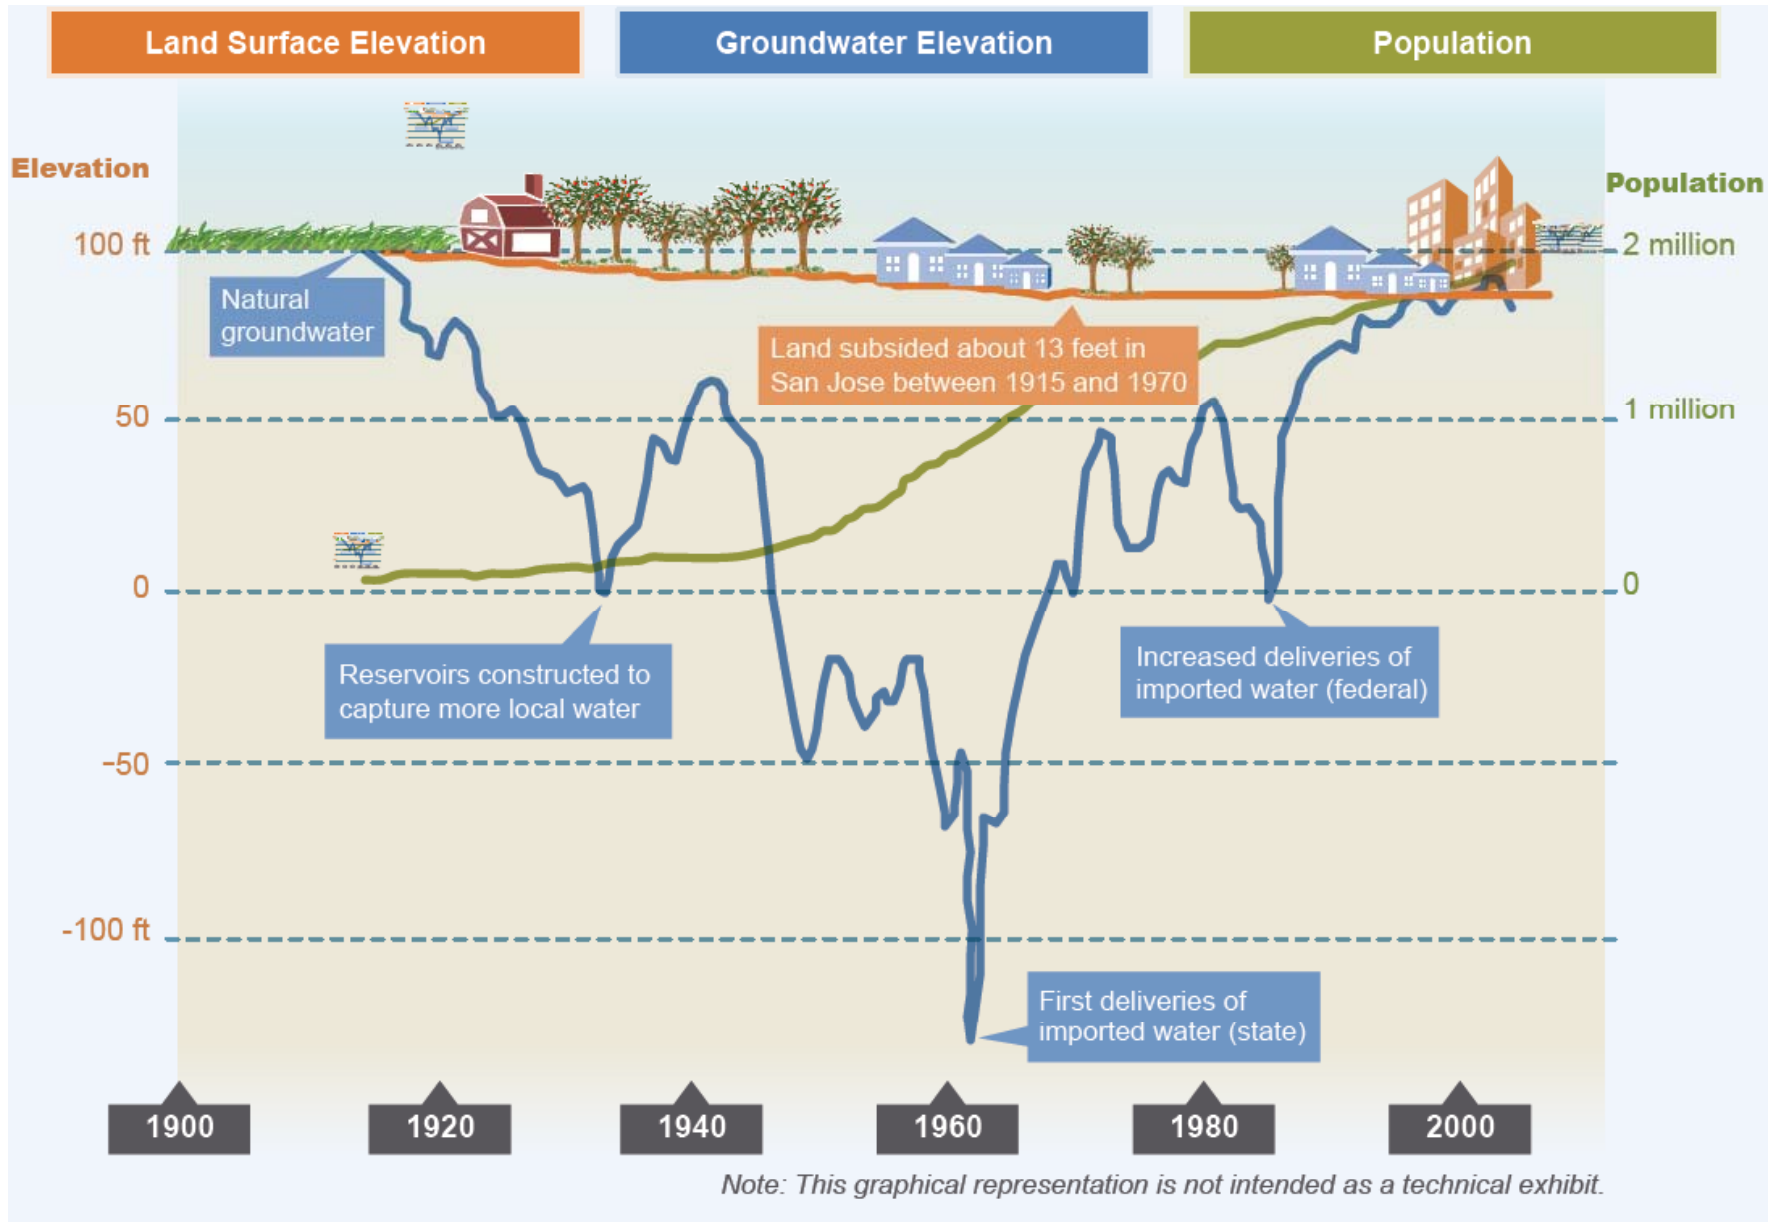 Land Surface Elevation
Groundwater Elevation
Population
Elevation
Population
100 ft
2 million
Natural
groundwater
Land subsided about 13 feet in
San Jose between 1915 and 1970
50
1 million
0
0
Reservoirs constructed to
capture more local water
Increased deliveries of
imported water (federal)
−50
-100 ft
First deliveries of
imported water (state)
1900
1920
1940
1960
1980
2000
Note: This graphical representation is not intended as a technical exhibit.